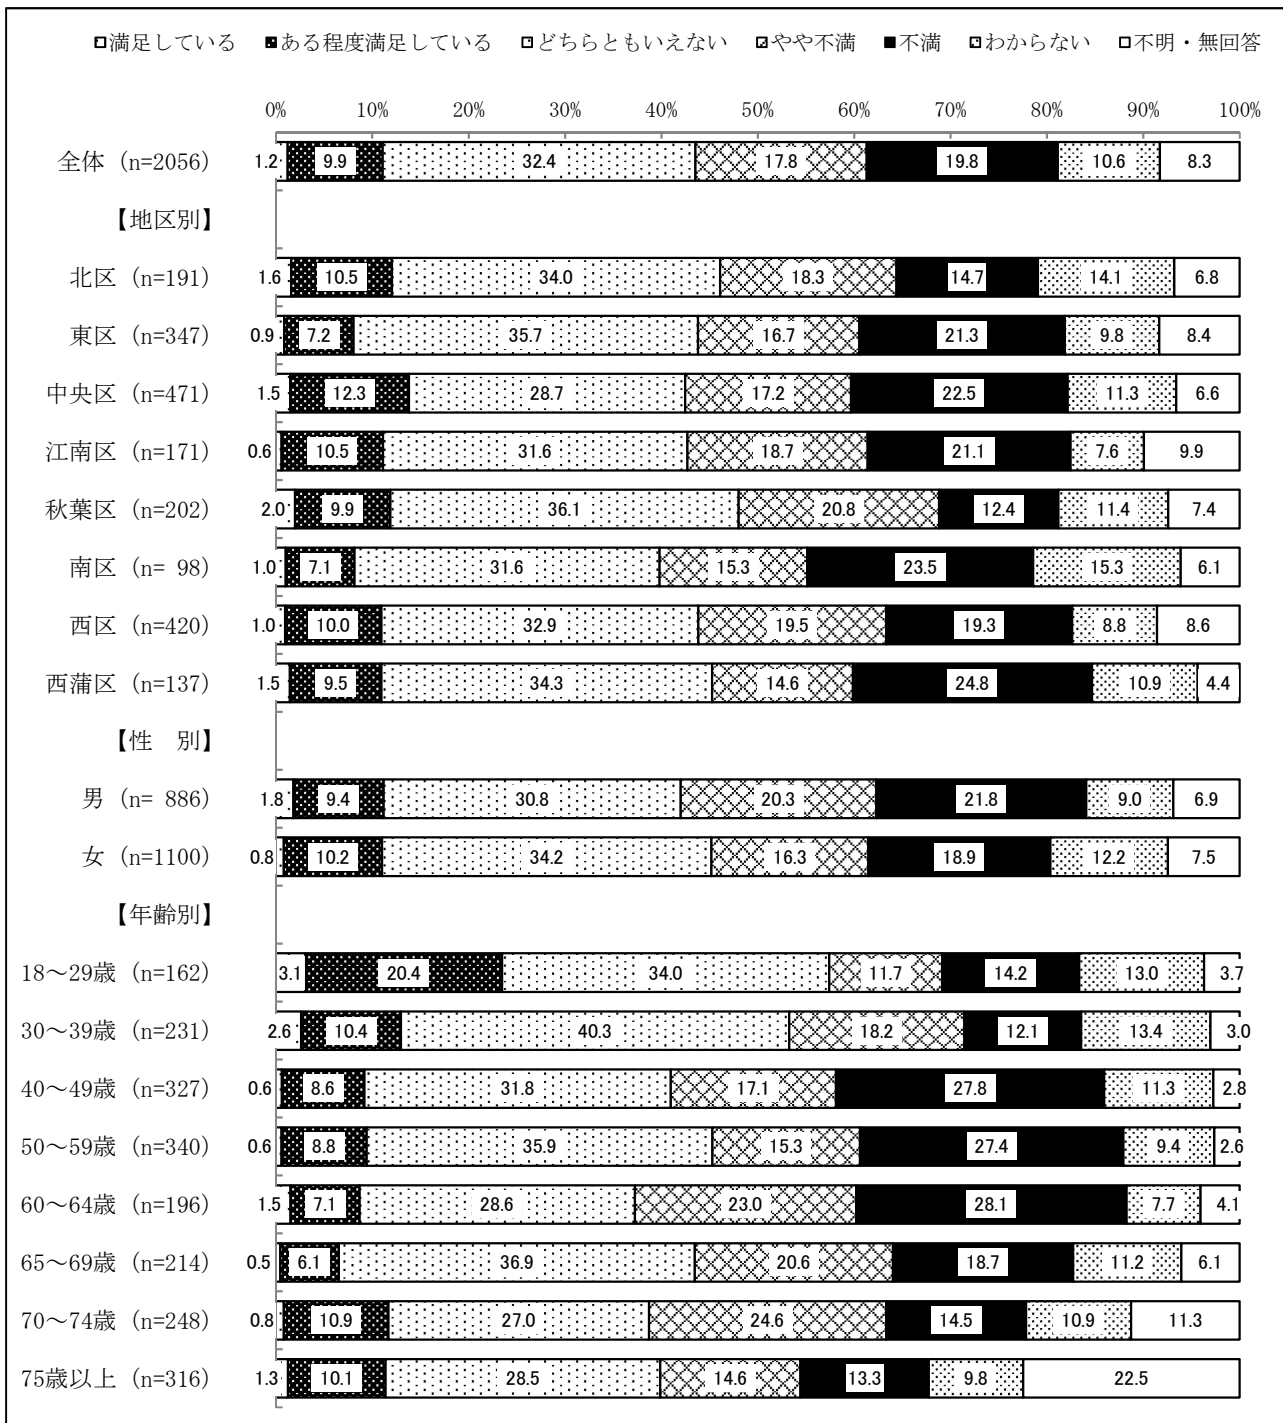 満足している ある程度満足している どちらともいえない やや不満 不満 わからない 不明・無回答
0% 10% 20% 30% 40% 50% 60% 70% 80% 90% 100%
全体 (n=2056) 1.2 9.9 32.4 17.8 19.8 10.6 8.3
【地区別】
北区 (n=191) 1.6 10.5 34.0 18.3 14.7 14.1 6.8
東区 (n=347) 0.9 7.2 35.7 16.7 21.3 9.8 8.4
中央区 (n=471) 1.5 12.3 28.7 17.2 22.5 11.3 6.6
江南区 (n=171) 0.6 10.5 31.6 18.7 21.1 7.6 9.9
秋葉区 (n=202) 2.0 9.9 36.1 20.8 12.4 11.4 7.4
南区 (n= 98) 1.0 7.1 31.6 15.3 23.5 15.3 6.1
西区 (n=420) 1.0 10.0 32.9 19.5 19.3 8.8 8.6
西蒲区 (n=137) 1.5 9.5 34.3 14.6 24.8 10.9 4.4
【性　別】
男 (n= 886) 1.8 9.4 30.8 20.3 21.8 9.0 6.9
女 (n=1100) 0.8 10.2 34.2 16.3 18.9 12.2 7.5
【年齢別】
18～29歳 (n=162) 3.1 20.4 34.0 11.7 14.2 13.0 3.7
30～39歳 (n=231) 2.6 10.4 40.3 18.2 12.1 13.4 3.0
40～49歳 (n=327) 0.6 8.6 31.8 17.1 27.8 11.3 2.8
50～59歳 (n=340) 0.6 8.8 35.9 15.3 27.4 9.4 2.6
60～64歳 (n=196) 1.5 7.1 28.6 23.0 28.1 7.7 4.1
65～69歳 (n=214) 0.5 6.1 36.9 20.6 18.7 11.2 6.1
70～74歳 (n=248) 0.8 10.9 27.0 24.6 14.5 10.9 11.3
75歳以上 (n=316) 1.3 10.1 28.5 14.6 13.3 9.8 22.5